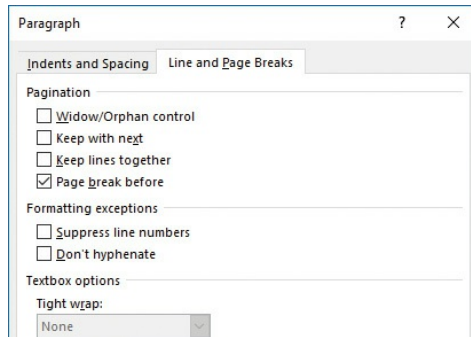 Paragraph ?
Indents and Spacing Line and Page Breaks
Pagination
Widow/Orphan control
Keep with next
Keep lines together
Page break before
Formatting exceptions
Suppress line numbers
Don't hyphenate
Textbox options
Tight wrap:
None